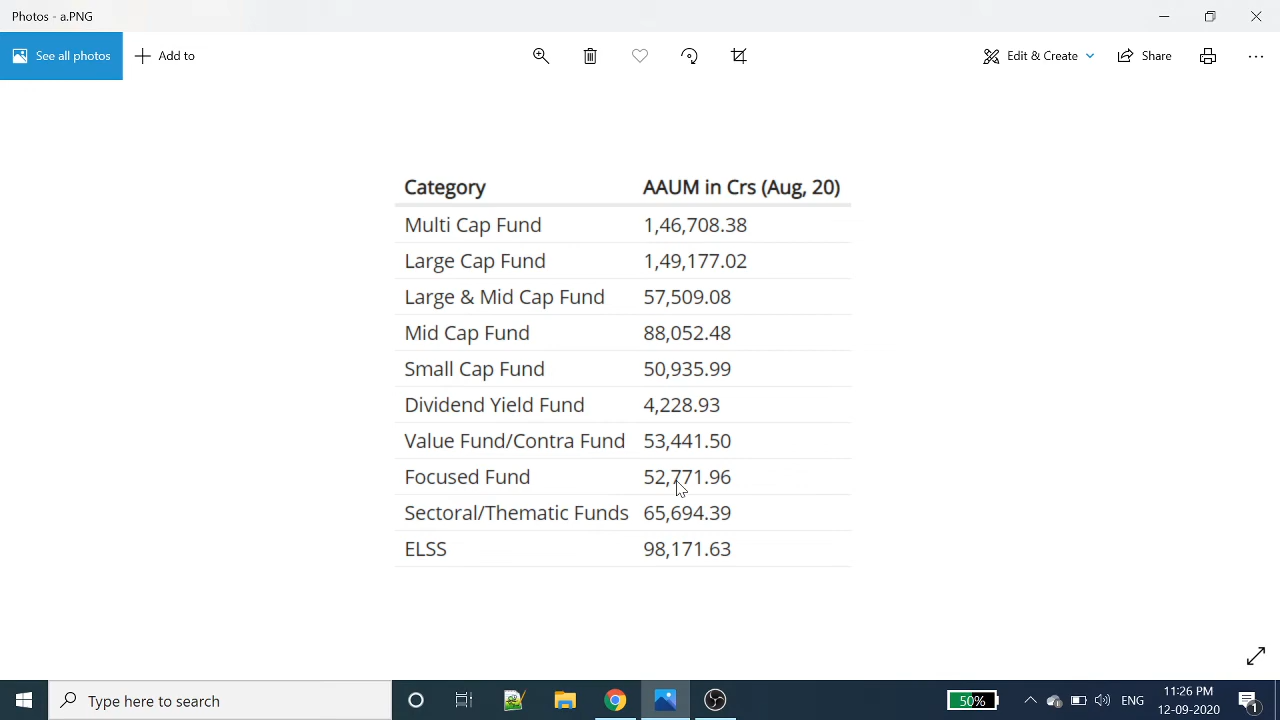 Photos - a.PNG
See all photos
Add to
Edit & Create
Share
Category AAUM in Crs (Aug, 20)
Multi Cap Fund 1,46,708.38
Large Cap Fund 1,49,177.02
Large & Mid Cap Fund 57,509.08
Mid Cap Fund 88,052.48
Small Cap Fund 50,935.99
Dividend Yield Fund 4,228.93
Value Fund/Contra Fund 53,441.50
Focused Fund 52,771.96
Sectoral/Thematic Funds 65,694.39
ELSS 98,171.63
Type here to search
50%
ENG
11:26 PM
12-09-2020
1